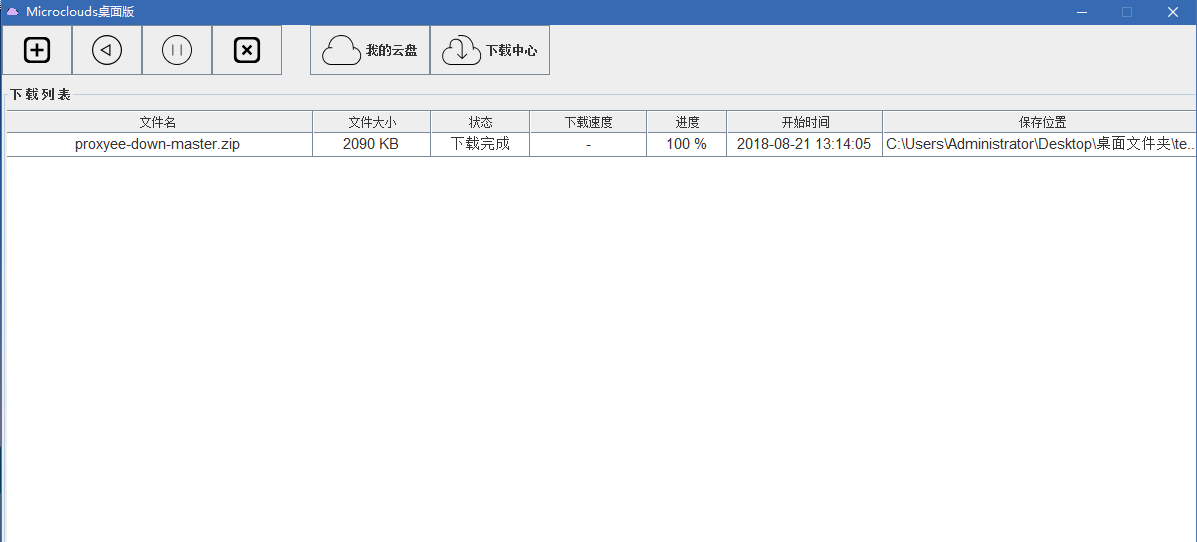 Microclouds桌面版
我的云盘 下载中心
下载列表
文件名 文件大小 状态 下载速度 进度 开始时间 保存位置
proxyee-down-master.zip 2090 KB 下载完成 - 100 % 2018-08-21 13:14:05 C:\Users\Administrator\Desktop\桌面文件夹\te...